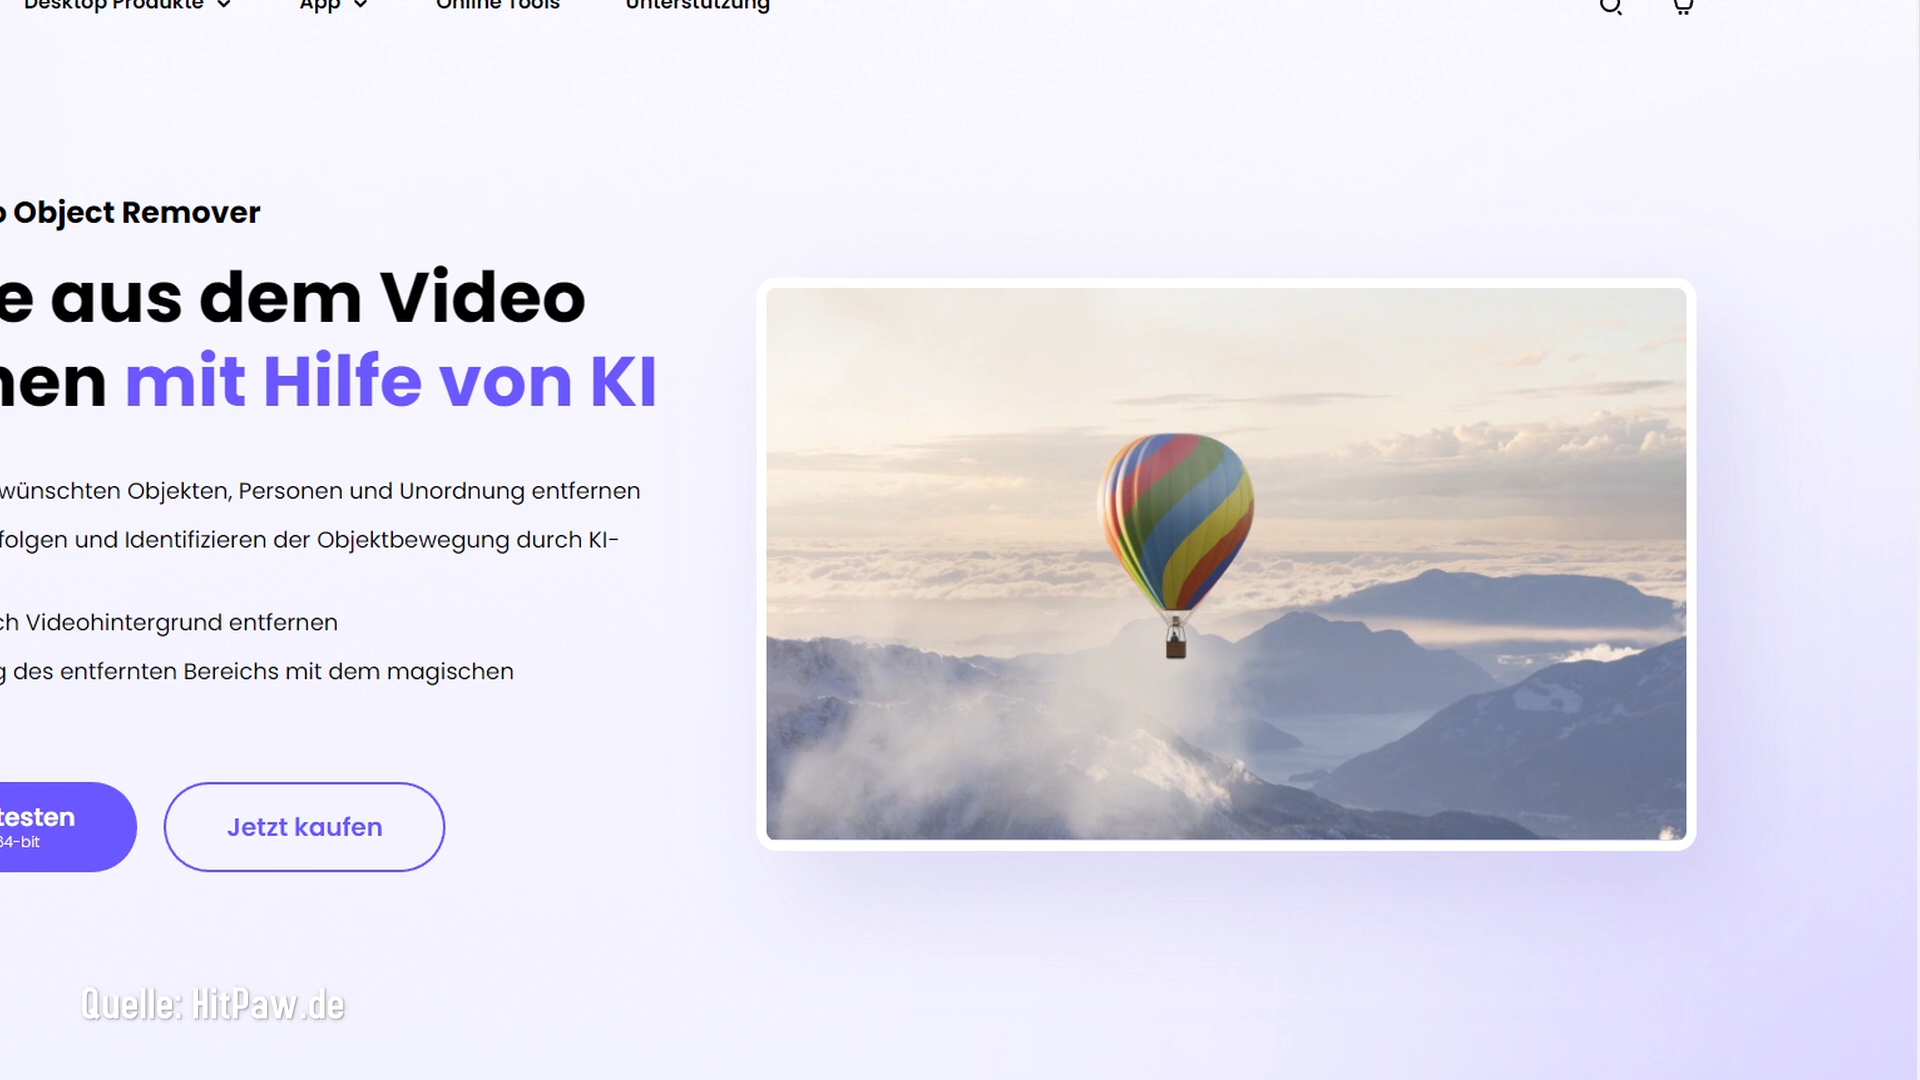 Desktop Produkte
App
Online Tools
Unterstützung
Object Remover
e aus dem Video
nen mit Hilfe von KI
wünschten Objekten, Personen und Unordnung entfernen
folgen und Identifizieren der Objektbewegung durch KI-
ch Videohintergrund entfernen
g des entfernten Bereichs mit dem magischen
testen
64-bit
Jetzt kaufen
Quelle: HitPaw.de